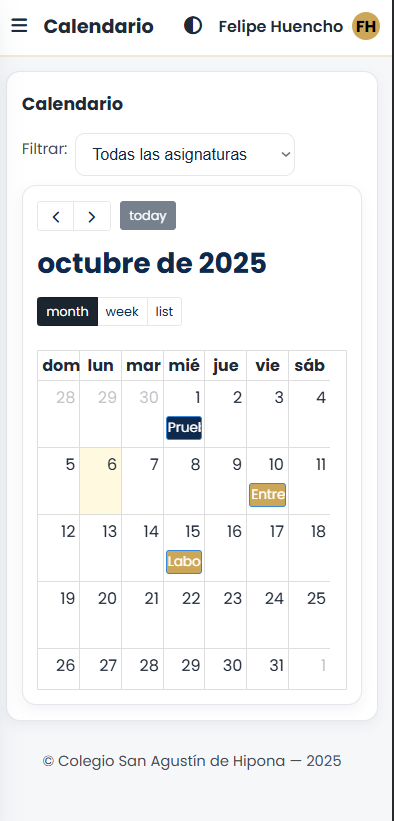 Calendario
Felipe Huencho FH
Calendario
Filtrar: Todas las asignaturas
today
octubre de 2025
month week list
dom lun mar mié jue vie sáb
28 29 30 1 2 3 4
5 6 7 8 9 10 11
Entre
12 13 14 15 16 17 18
Labo
19 20 21 22 23 24 25
26 27 28 29 30 31 1
© Colegio San Agustín de Hipona — 2025